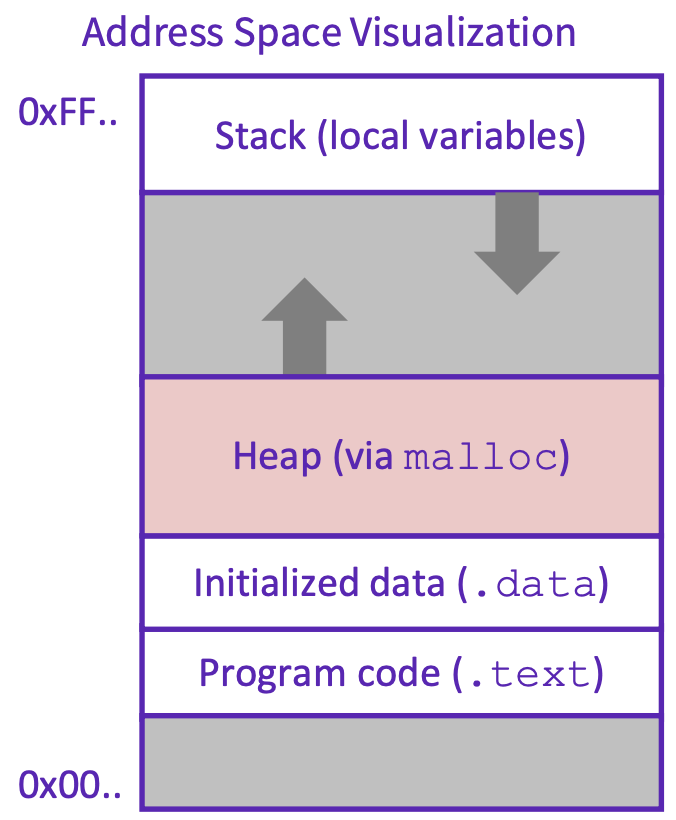 Address Space Visualization
0xFF..
Stack (local variables)
Heap (via malloc)
Initialized data (.data)
Program code (.text)
0x00..